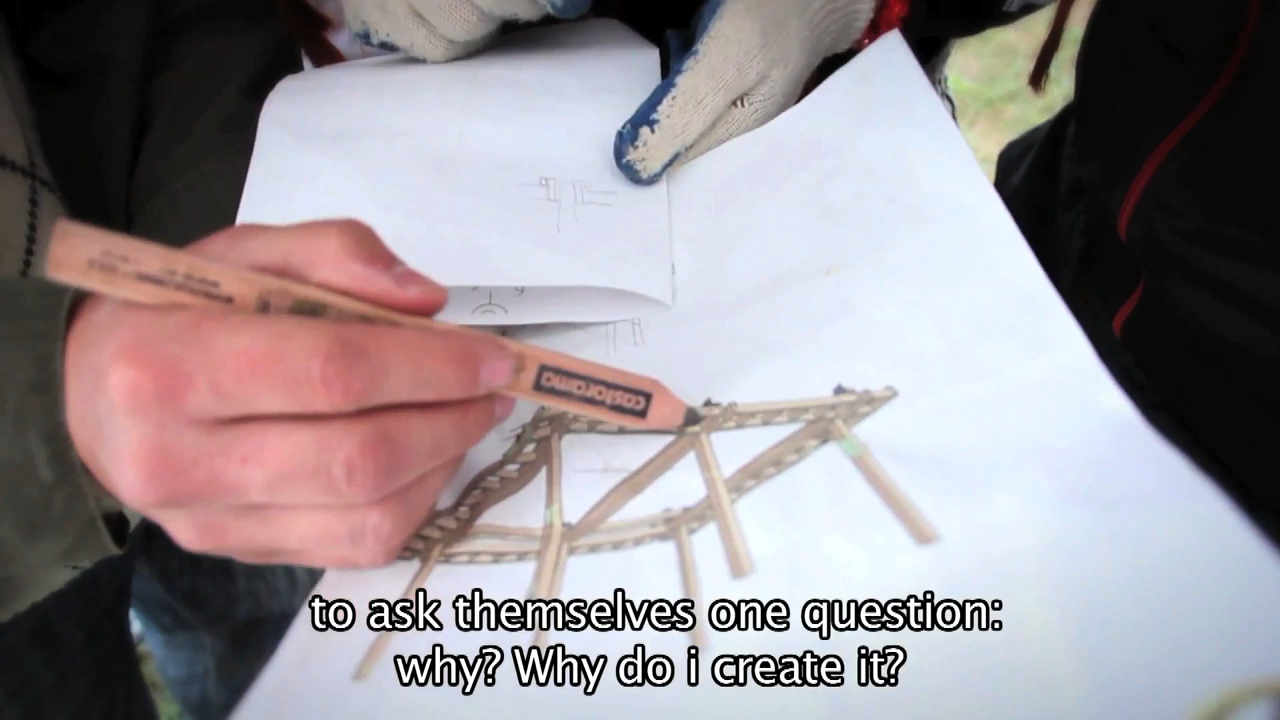 castorama
to ask themselves one question:
why? Why do i create it?